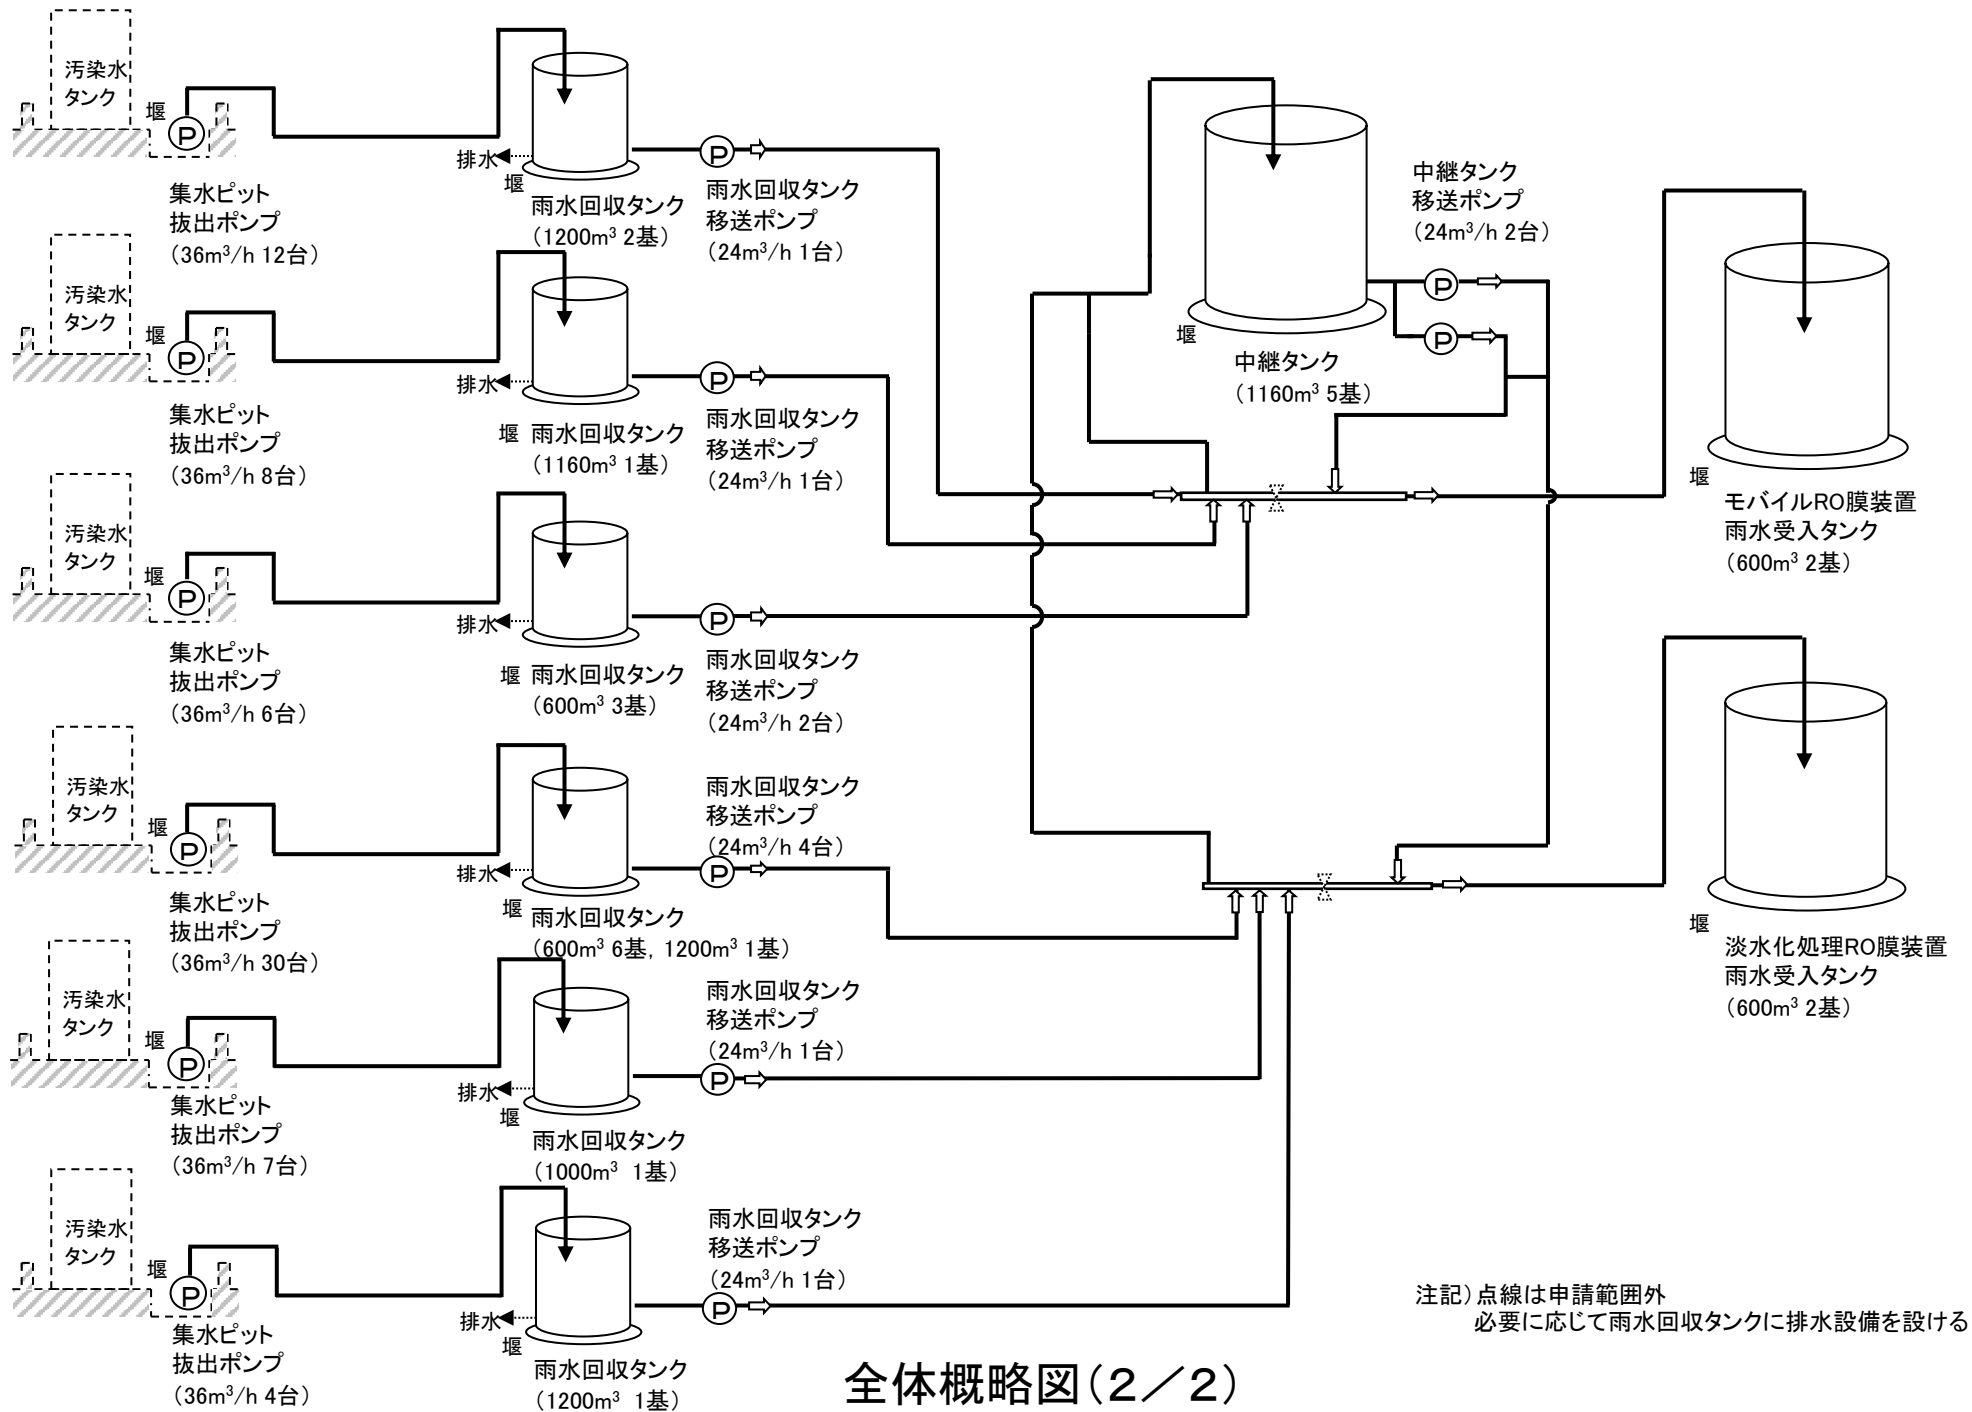 汚染水
タンク
堰
P
集水ピット
抜出ポンプ
（36m³/h 12台）
排水
堰
雨水回収タンク
（1200m³ 2基）
P
雨水回収タンク
移送ポンプ
（24m³/h 1台）
汚染水
タンク
堰
P
集水ピット
抜出ポンプ
（36m³/h 8台）
排水
堰
雨水回収タンク
（1160m³ 1基）
P
雨水回収タンク
移送ポンプ
（24m³/h 1台）
汚染水
タンク
堰
P
集水ピット
抜出ポンプ
（36m³/h 6台）
排水
堰
雨水回収タンク
（600m³ 3基）
P
雨水回収タンク
移送ポンプ
（24m³/h 2台）
汚染水
タンク
堰
P
集水ピット
抜出ポンプ
（36m³/h 30台）
排水
堰
雨水回収タンク
（600m³ 6基，1200m³ 1基）
雨水回収タンク
移送ポンプ
（24m³/h 4台）
P
汚染水
タンク
堰
P
集水ピット
抜出ポンプ
（36m³/h 7台）
排水
堰
雨水回収タンク
（1000m³ 1基）
雨水回収タンク
移送ポンプ
（24m³/h 1台）
P
汚染水
タンク
堰
P
集水ピット
抜出ポンプ
（36m³/h 4台）
排水
堰
雨水回収タンク
（1200m³ 1基）
雨水回収タンク
移送ポンプ
（24m³/h 1台）
P
堰
中継タンク
（1160m³ 5基）
中継タンク
移送ポンプ
（24m³/h 2台）
P
P
堰
モバイルRO膜装置
雨水受入タンク
（600m³ 2基）
堰
淡水化処理RO膜装置
雨水受入タンク
（600m³ 2基）
注記）点線は申請範囲外
必要に応じて雨水回収タンクに排水設備を設ける
全体概略図（２／２）